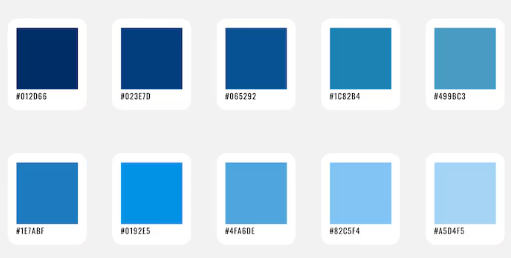 #012D66
#023E7D
#065292
#1C82B4
#499BC3
#1E7ABF
#0192E5
#4FA6DE
#82C5F4
#A5D4F5